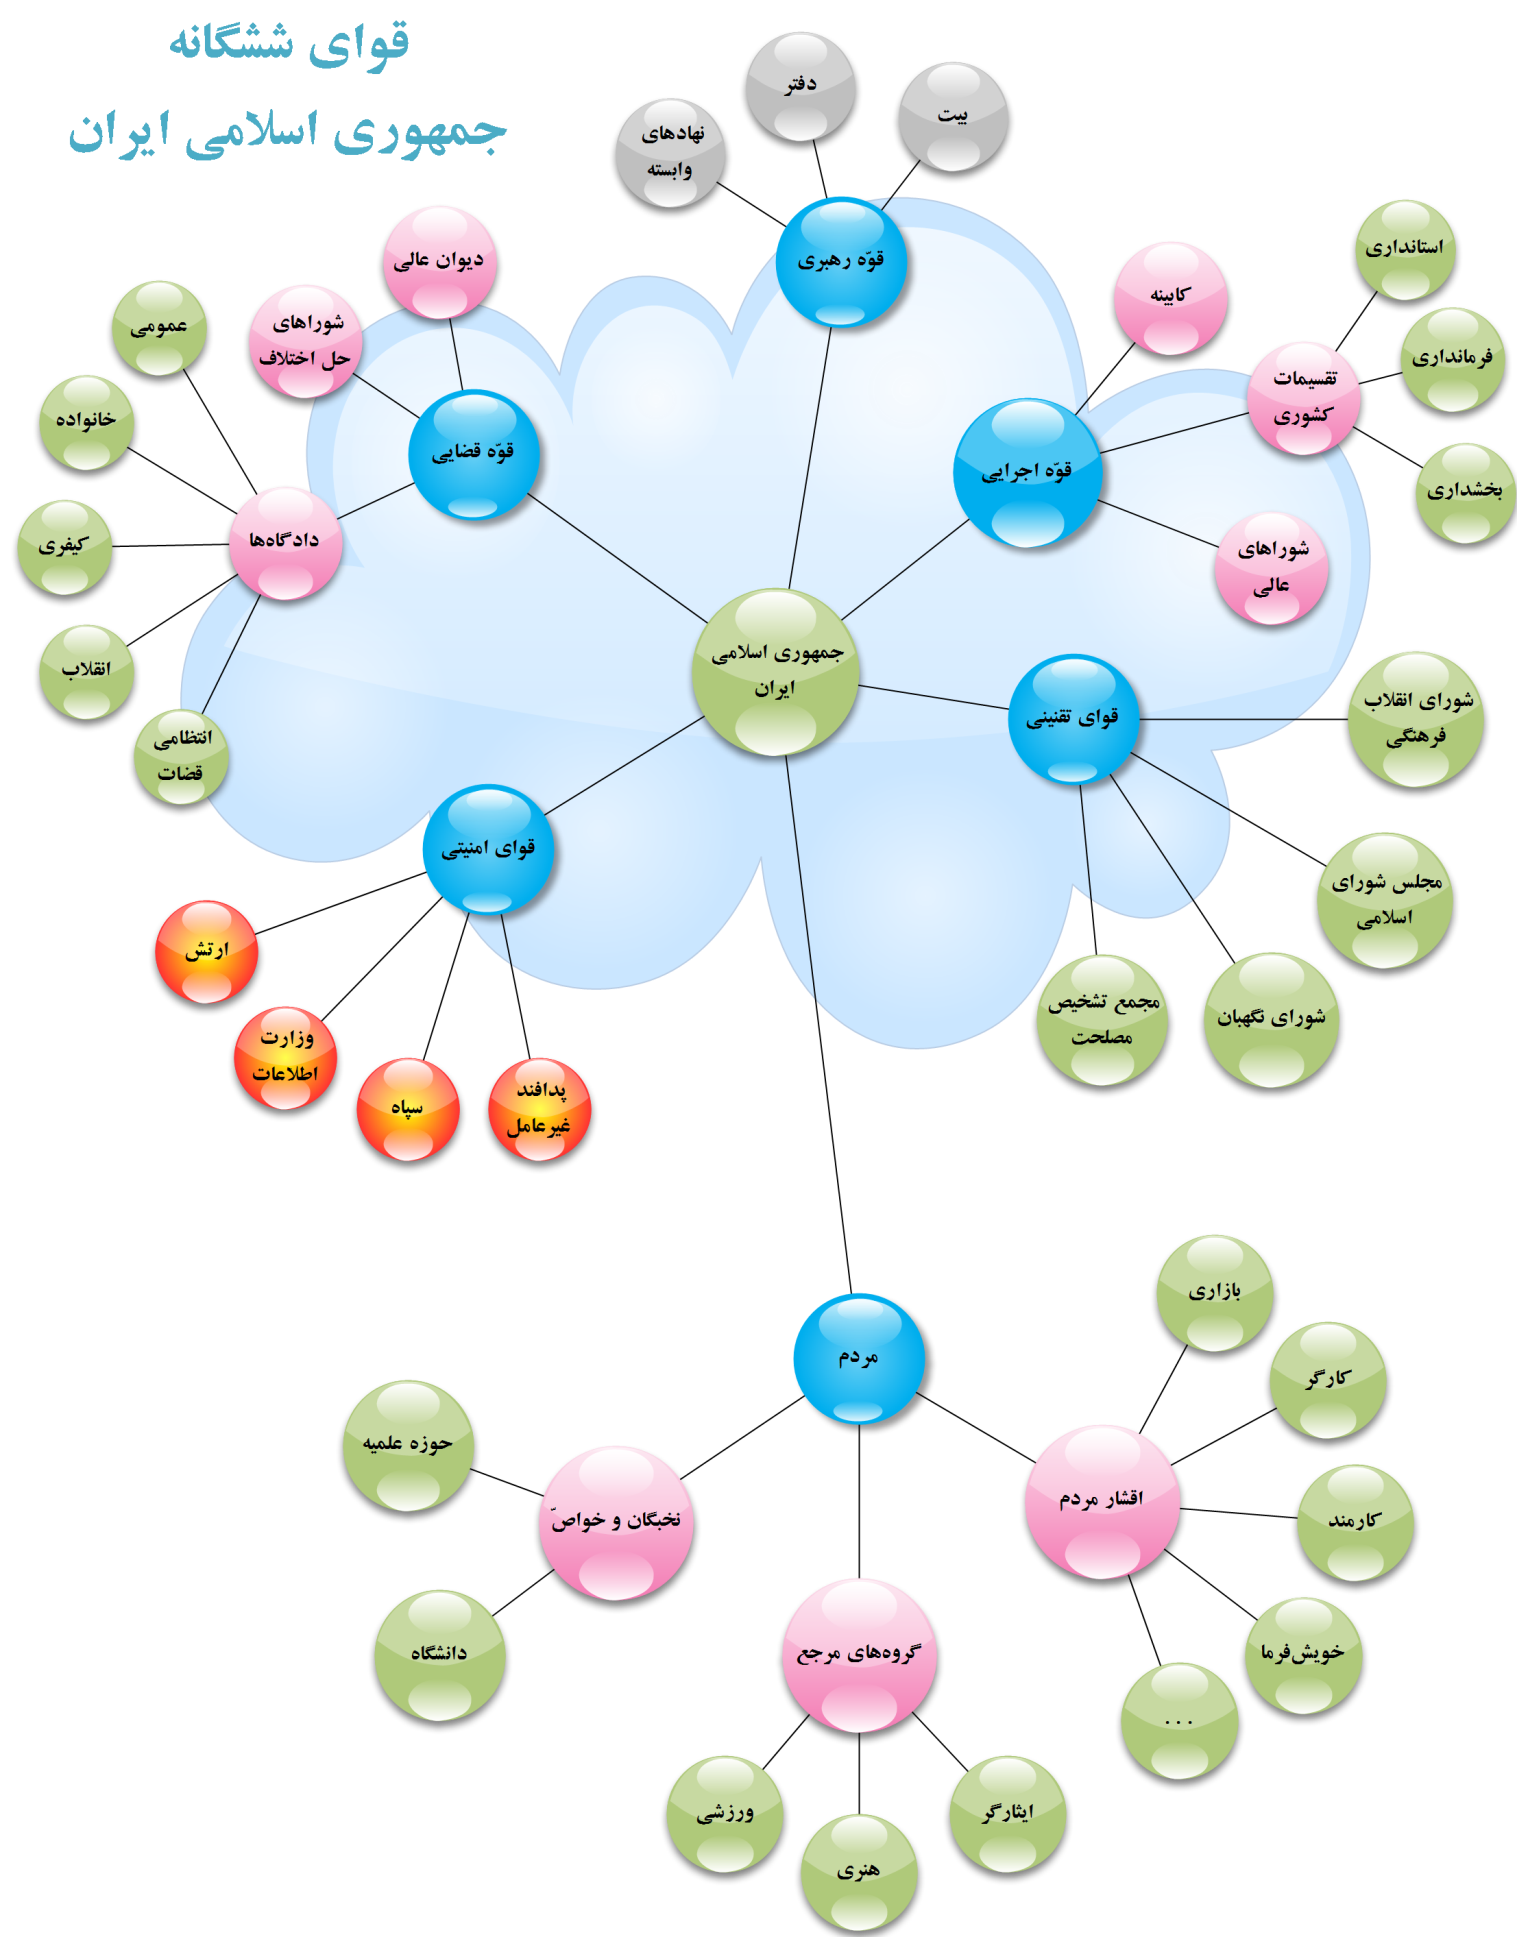 قوای ششگانه
جمهوری اسلامی ایران
بیت
دفتر
نهادهای
وابسته
قوّه رهبری
استانداری
فرمانداری
بخشداری
تقسیمات
کشوری
کابینه
شوراهای
عالی
قوّه اجرایی
دیوان عالی
شوراهای
حل اختلاف
قوّه قضایی
دادگاه‌ها
عمومی
خانواده
کیفری
انقلاب
انتظامی
قضات
جمهوری اسلامی
ایران
قوای تقنینی
شورای انقلاب
فرهنگی
مجلس شورای
اسلامی
شورای نگهبان
مجمع تشخیص
مصلحت
قوای امنیتی
ارتش
وزارت
اطلاعات
سپاه
پدافند
غیرعامل
مردم
اقشار مردم
بازاری
کارگر
کارمند
خویش‌فرما
...
گروه‌های مرجع
ایثارگر
هنری
ورزشی
نخبگان و خواصّ
حوزه علمیه
دانشگاه